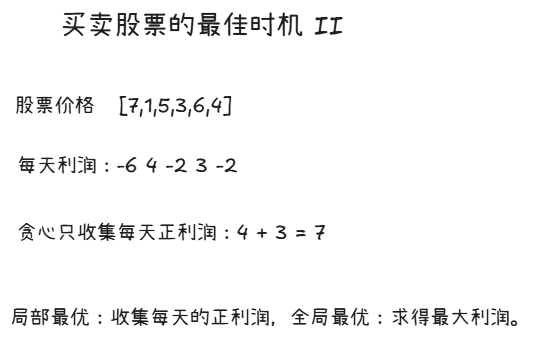 买卖股票的最佳时机 II
股票价格 [7,1,5,3,6,4]
每天利润：-6 4 -2 3 -2
贪心只收集每天正利润：4 + 3 = 7
局部最优：收集每天的正利润，全局最优：求得最大利润。